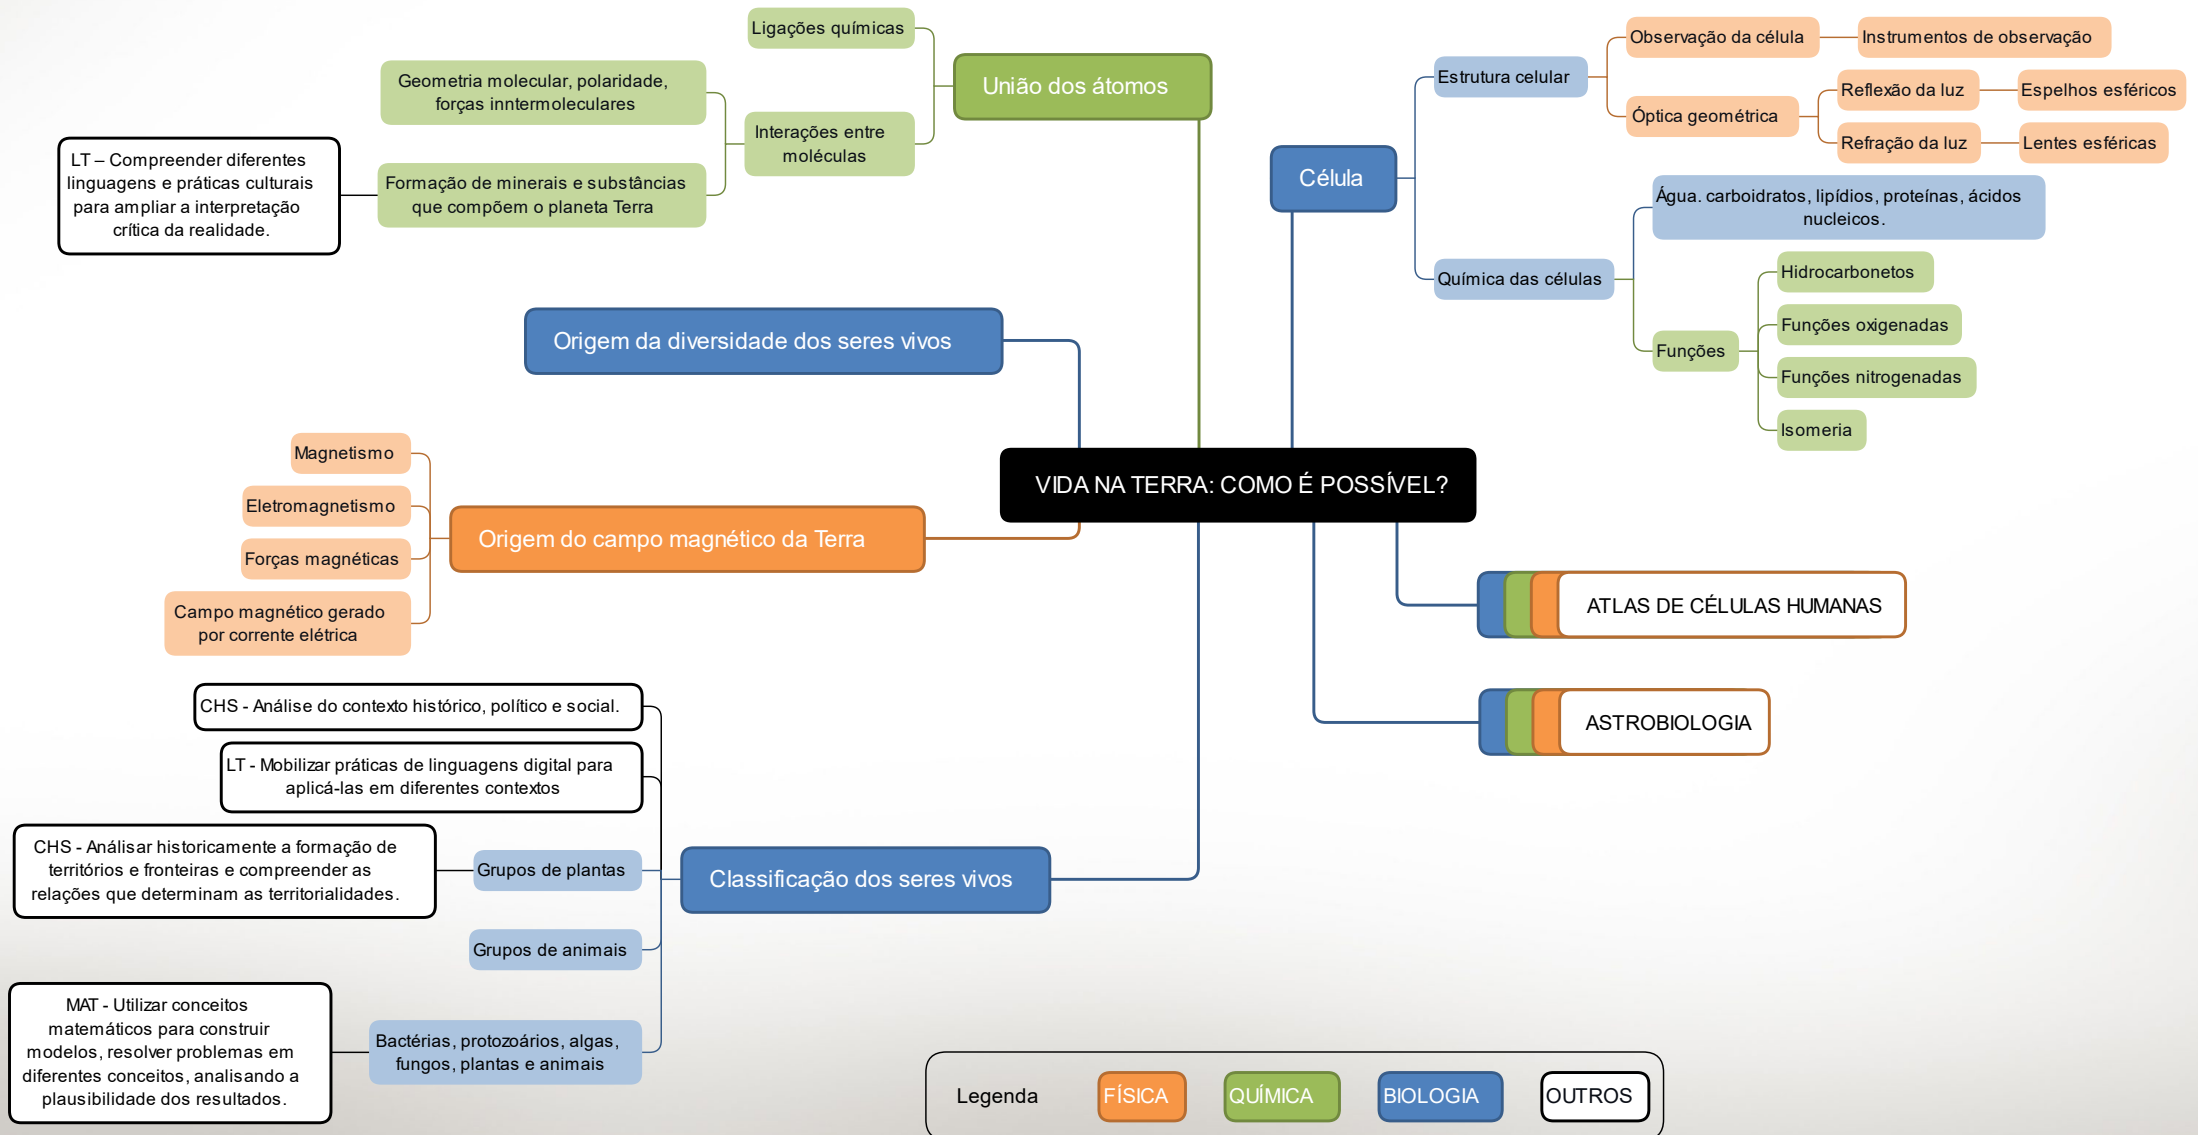 Ligações químicas
União dos átomos
Geometria molecular, polaridade,
forças inntermoleculares
Interações entre
moléculas
LT – Compreender diferentes
linguagens e práticas culturais
para ampliar a interpretação
crítica da realidade.
Formação de minerais e substâncias
que compõem o planeta Terra
Observação da célula
Instrumentos de observação
Estrutura celular
Reflexão da luz
Espelhos esféricos
Óptica geométrica
Refração da luz
Lentes esféricas
Célula
Água. carboidratos, lipídios, proteínas, ácidos
nucleicos.
Química das células
Hidrocarbonetos
Funções oxigenadas
Funções
Funções nitrogenadas
Isomeria
Origem da diversidade dos seres vivos
VIDA NA TERRA: COMO É POSSÍVEL?
Magnetismo
Eletromagnetismo
Origem do campo magnético da Terra
Forças magnéticas
Campo magnético gerado
por corrente elétrica
ATLAS DE CÉLULAS HUMANAS
ASTROBIOLOGIA
CHS - Análise do contexto histórico, político e social.
LT - Mobilizar práticas de linguagens digital para
aplicá-las em diferentes contextos
CHS - Análisar historicamente a formação de
territórios e fronteiras e compreender as
relações que determinam as territorialidades.
Grupos de plantas
Classificação dos seres vivos
Grupos de animais
MAT - Utilizar conceitos
matemáticos para construir
modelos, resolver problemas em
diferentes conceitos, analisando a
plausibilidade dos resultados.
Bactérias, protozoários, algas,
fungos, plantas e animais
Legenda
FÍSICA
QUÍMICA
BIOLOGIA
OUTROS